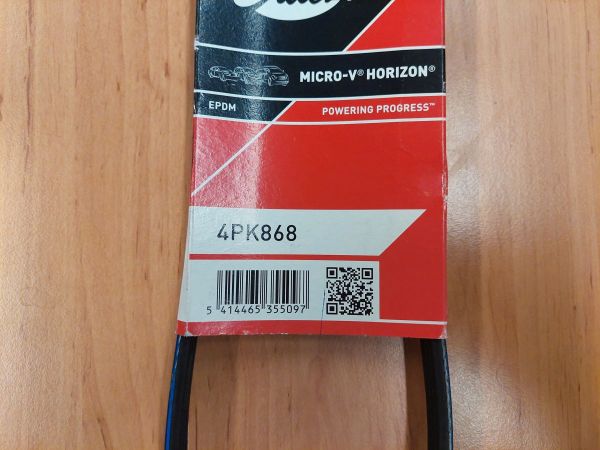 MICRO-V® HORIZON®
EPDM
POWERING PROGRESS™
4PK868
5 414465 355097